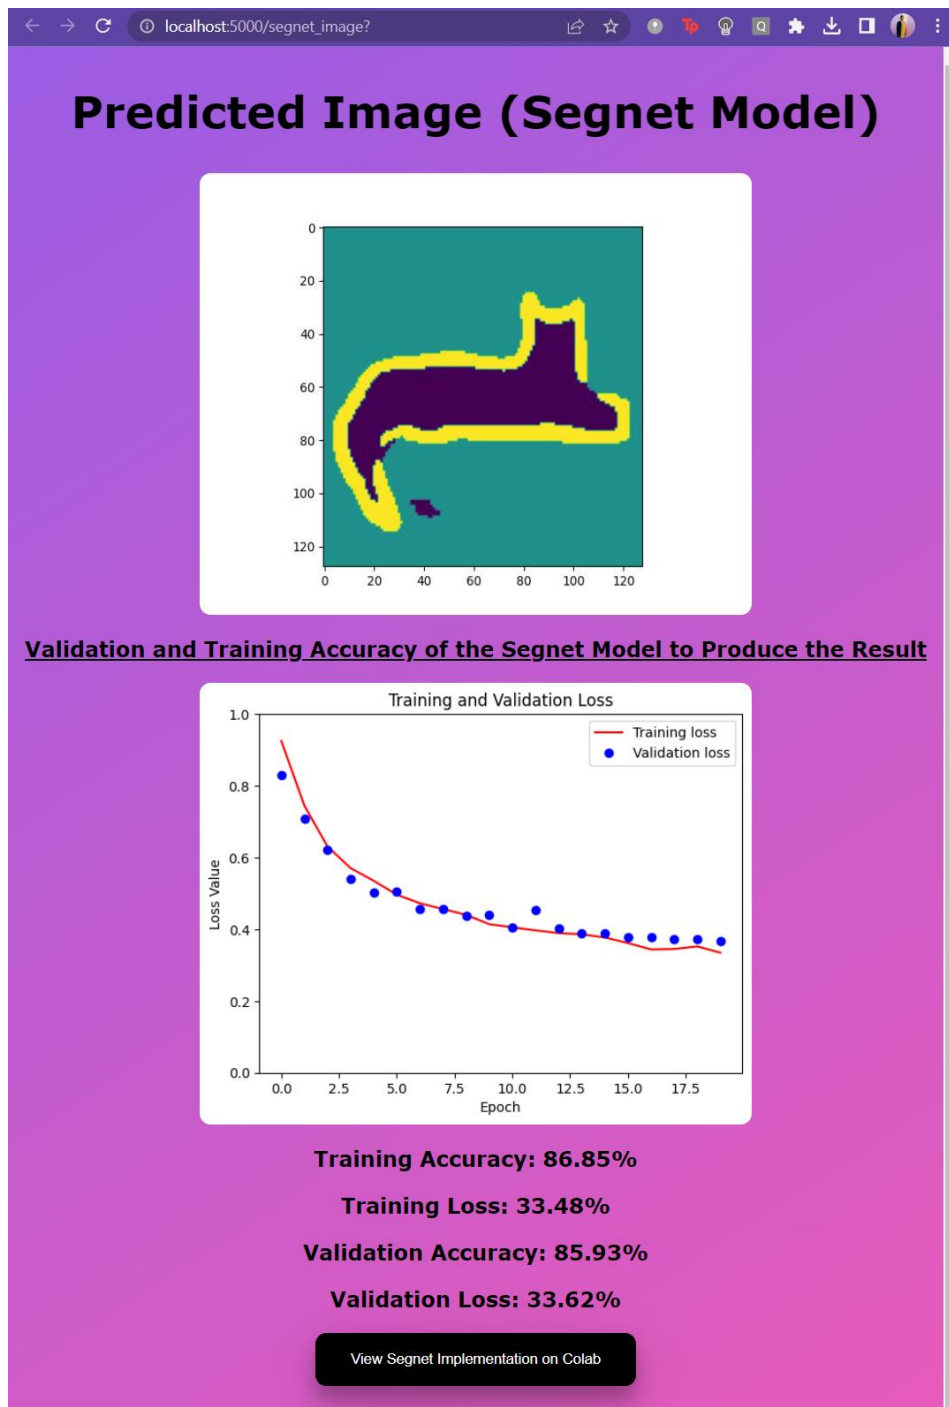 localhost:5000/segnet_image?
Tp
Q
Predicted Image (Segnet Model)
0
20
40
60
80
100
120
0 20 40 60 80 100 120
Validation and Training Accuracy of the Segnet Model to Produce the Result
Training and Validation Loss
1.0
Training loss
Validation loss
0.8
0.6
Loss Value
0.4
0.2
0.0
0.0 2.5 5.0 7.5 10.0 12.5 15.0 17.5
Epoch
Training Accuracy: 86.85%
Training Loss: 33.48%
Validation Accuracy: 85.93%
Validation Loss: 33.62%
View Segnet Implementation on Colab